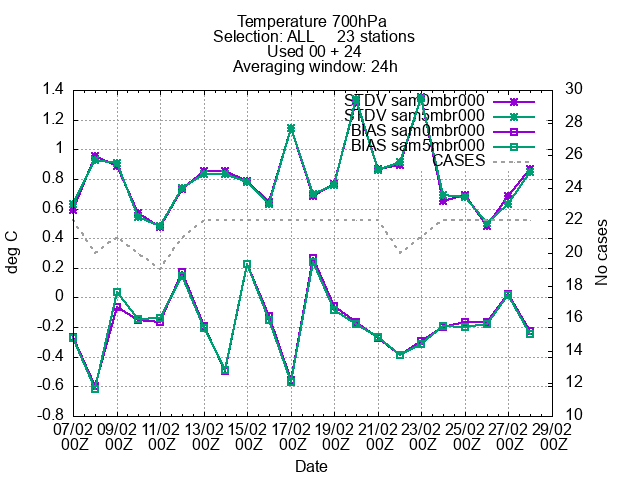 Temperature 700hPa
Selection: ALL 23 stations
Used 00 + 24
Averaging window: 24h
STDV sam0mbr000
STDV sam5mbr000
BIAS sam0mbr000
BIAS sam5mbr000
CASES
deg C
1.4
1.2
1
0.8
0.6
0.4
0.2
0
-0.2
-0.4
-0.6
-0.8
No cases
30
28
26
24
22
20
18
16
14
12
10
07/02 09/02 11/02 13/02 15/02 17/02 19/02 21/02 23/02 25/02 27/02 29/02
00Z 00Z 00Z 00Z 00Z 00Z 00Z 00Z 00Z 00Z 00Z 00Z
Date